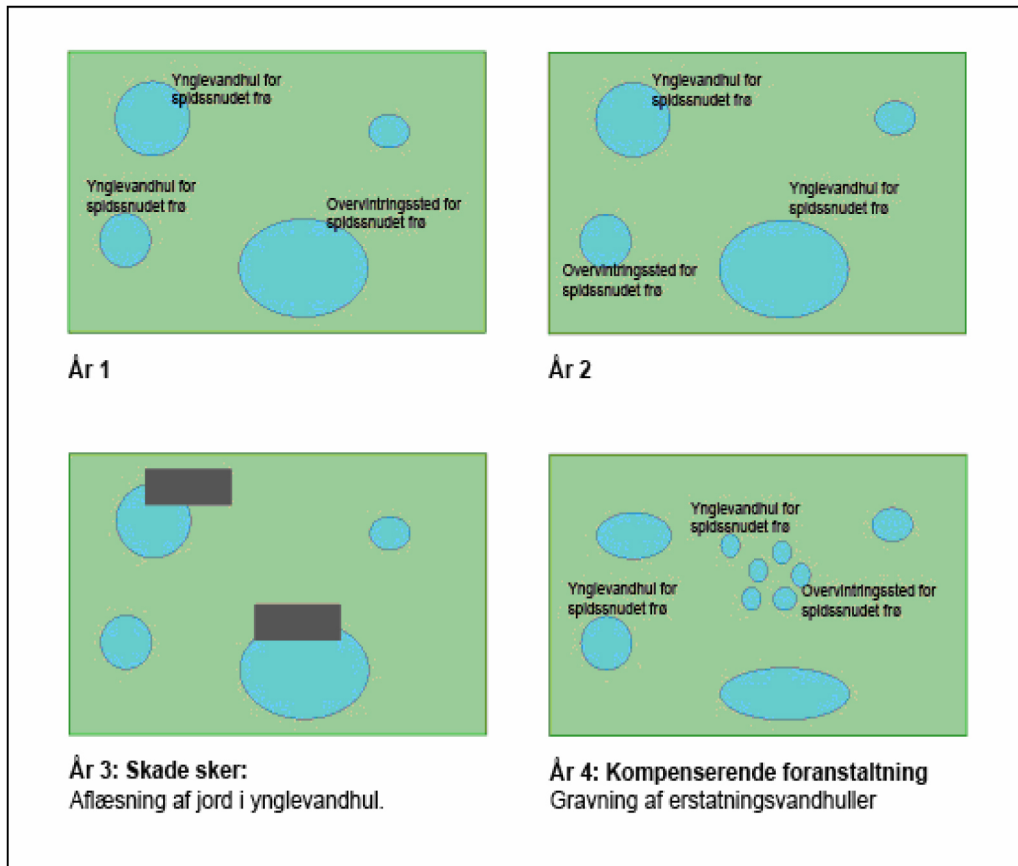 Ynglevandhul for
spidssnudet frø
Ynglevandhul for
spidssnudet frø
Overvintringssted for
spidssnudet frø
År 1
Ynglevandhul for
spidssnudet frø
Ynglevandhul for
spidssnudet frø
Overvintringssted for
spidssnudet frø
År 2
År 3: Skade sker:
Aflæsning af jord i ynglevandhul.
Ynglevandhul for
spidssnudet frø
Ynglevandhul for
spidssnudet frø
Overvintringssted for
spidssnudet frø
År 4: Kompenserende foranstaltning
Gravning af erstatningsvandhuller